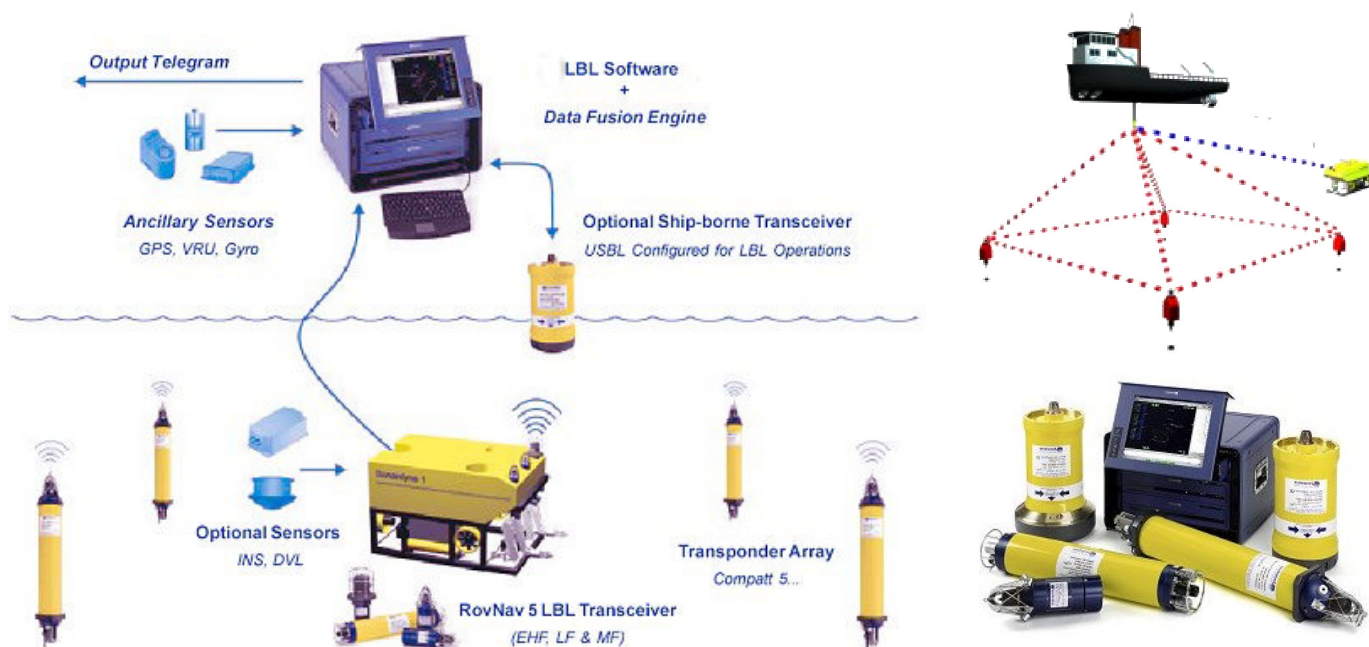 Output Telegram
LBL Software
+
Data Fusion Engine
Ancillary Sensors
GPS, VRU, Gyro
Optional Ship-borne Transceiver
USBL Configured for LBL Operations
Optional Sensors
INS, DVL
Transponder Array
Compatt 5...
RovNav 5 LBL Transceiver
(EHF, LF & MF)